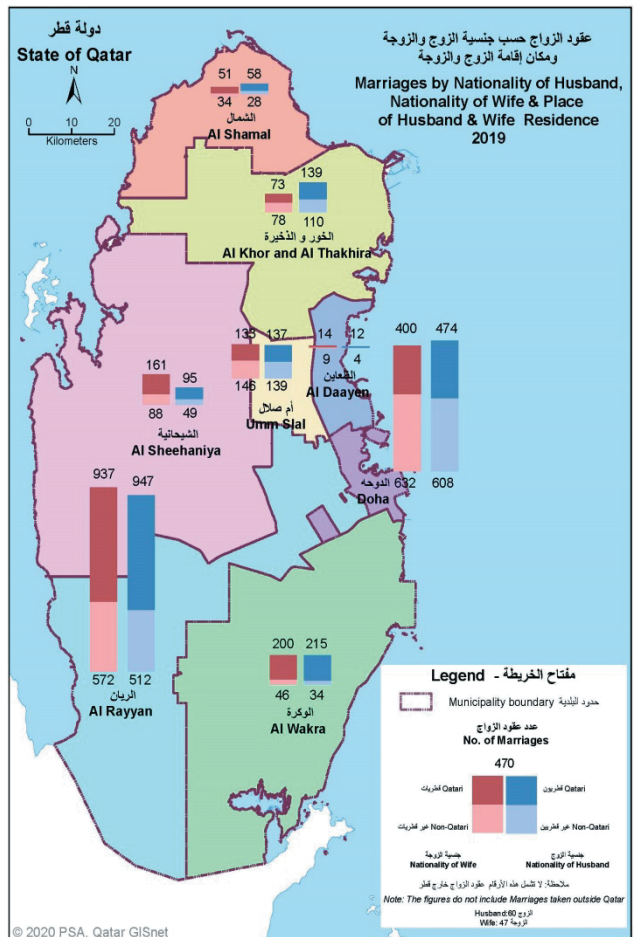 دولة قطر
State of Qatar
N
0 10 20
Kilometers
عقود الزواج حسب جنسية الزوج والزوجة
ومكان إقامة الزوج والزوجة
Marriages by Nationality of Husband,
Nationality of Wife & Place
of Husband & Wife Residence
2019
51 58
34 28
الشمال
Al Shamal
73 139
78 110
الخور و الذخيرة
Al Khor and Al Thakhira
133 137
146 139
أم صلال
Umm Slal
14 12
9 4
الضعاين
Al Daayen
400 474
632 608
الدوحه
Doha
161 95
88 49
الشيحانية
Al Sheehaniya
937 947
572 512
الريان
Al Rayyan
200 215
46 34
الوكرة
Al Wakra
Legend - مفتاح الخريطة
Municipality boundary حدود للبلدية
عدد عقود الزواج
No. of Marriages
470
Qatari قطريات
Qatari قطريون
Non-Qatari غير قطريات
Non-Qatari غير قطريين
جنسية الزوجة
Nationality of Wife
جنسية الزوج
Nationality of Husband
ملاحظة: لا تشمل هذه الأرقام عقود الزواج خارج قطر
Note: The figures do not include Marriages taken outside Qatar
Husband:60 الزوج
Wife: 47 الزوجة
© 2020 PSA, Qatar GISnet